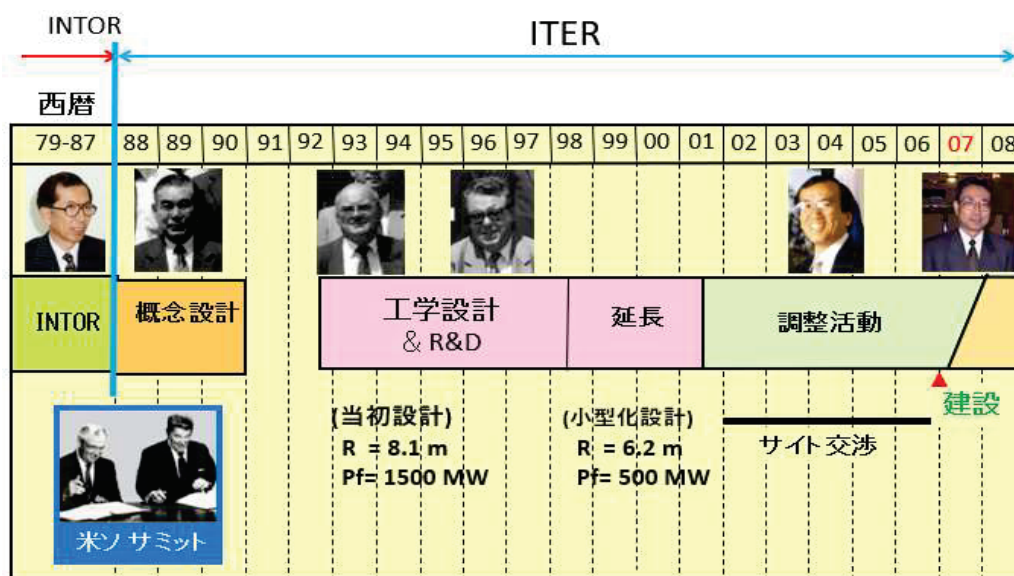 INTOR
ITER
西暦
79-87 88 89 90 91 92 93 94 95 96 97 98 99 00 01 02 03 04 05 06 07 08
INTOR
概念設計
工学設計
& R&D
延長
調整活動
建設
(当初設計)
R = 8.1 m
Pf= 1500 MW
(小型化設計)
R = 6.2 m
Pf= 500 MW
サイト交渉
米ソ サミット